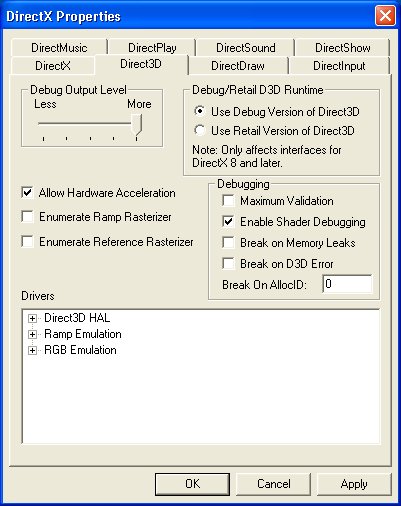 DirectX Properties
DirectMusic
DirectPlay
DirectSound
DirectShow
DirectX
Direct3D
DirectDraw
DirectInput
Debug Output Level
Less
More
Debug/Retail D3D Runtime
Use Debug Version of Direct3D
Use Retail Version of Direct3D
Note: Only affects interfaces for
DirectX 8 and later.
Allow Hardware Acceleration
Enumerate Ramp Rasterizer
Enumerate Reference Rasterizer
Debugging
Maximum Validation
Enable Shader Debugging
Break on Memory Leaks
Break on D3D Error
Break On AllocID:
0
Drivers
Direct3D HAL
Ramp Emulation
RGB Emulation
OK
Cancel
Apply